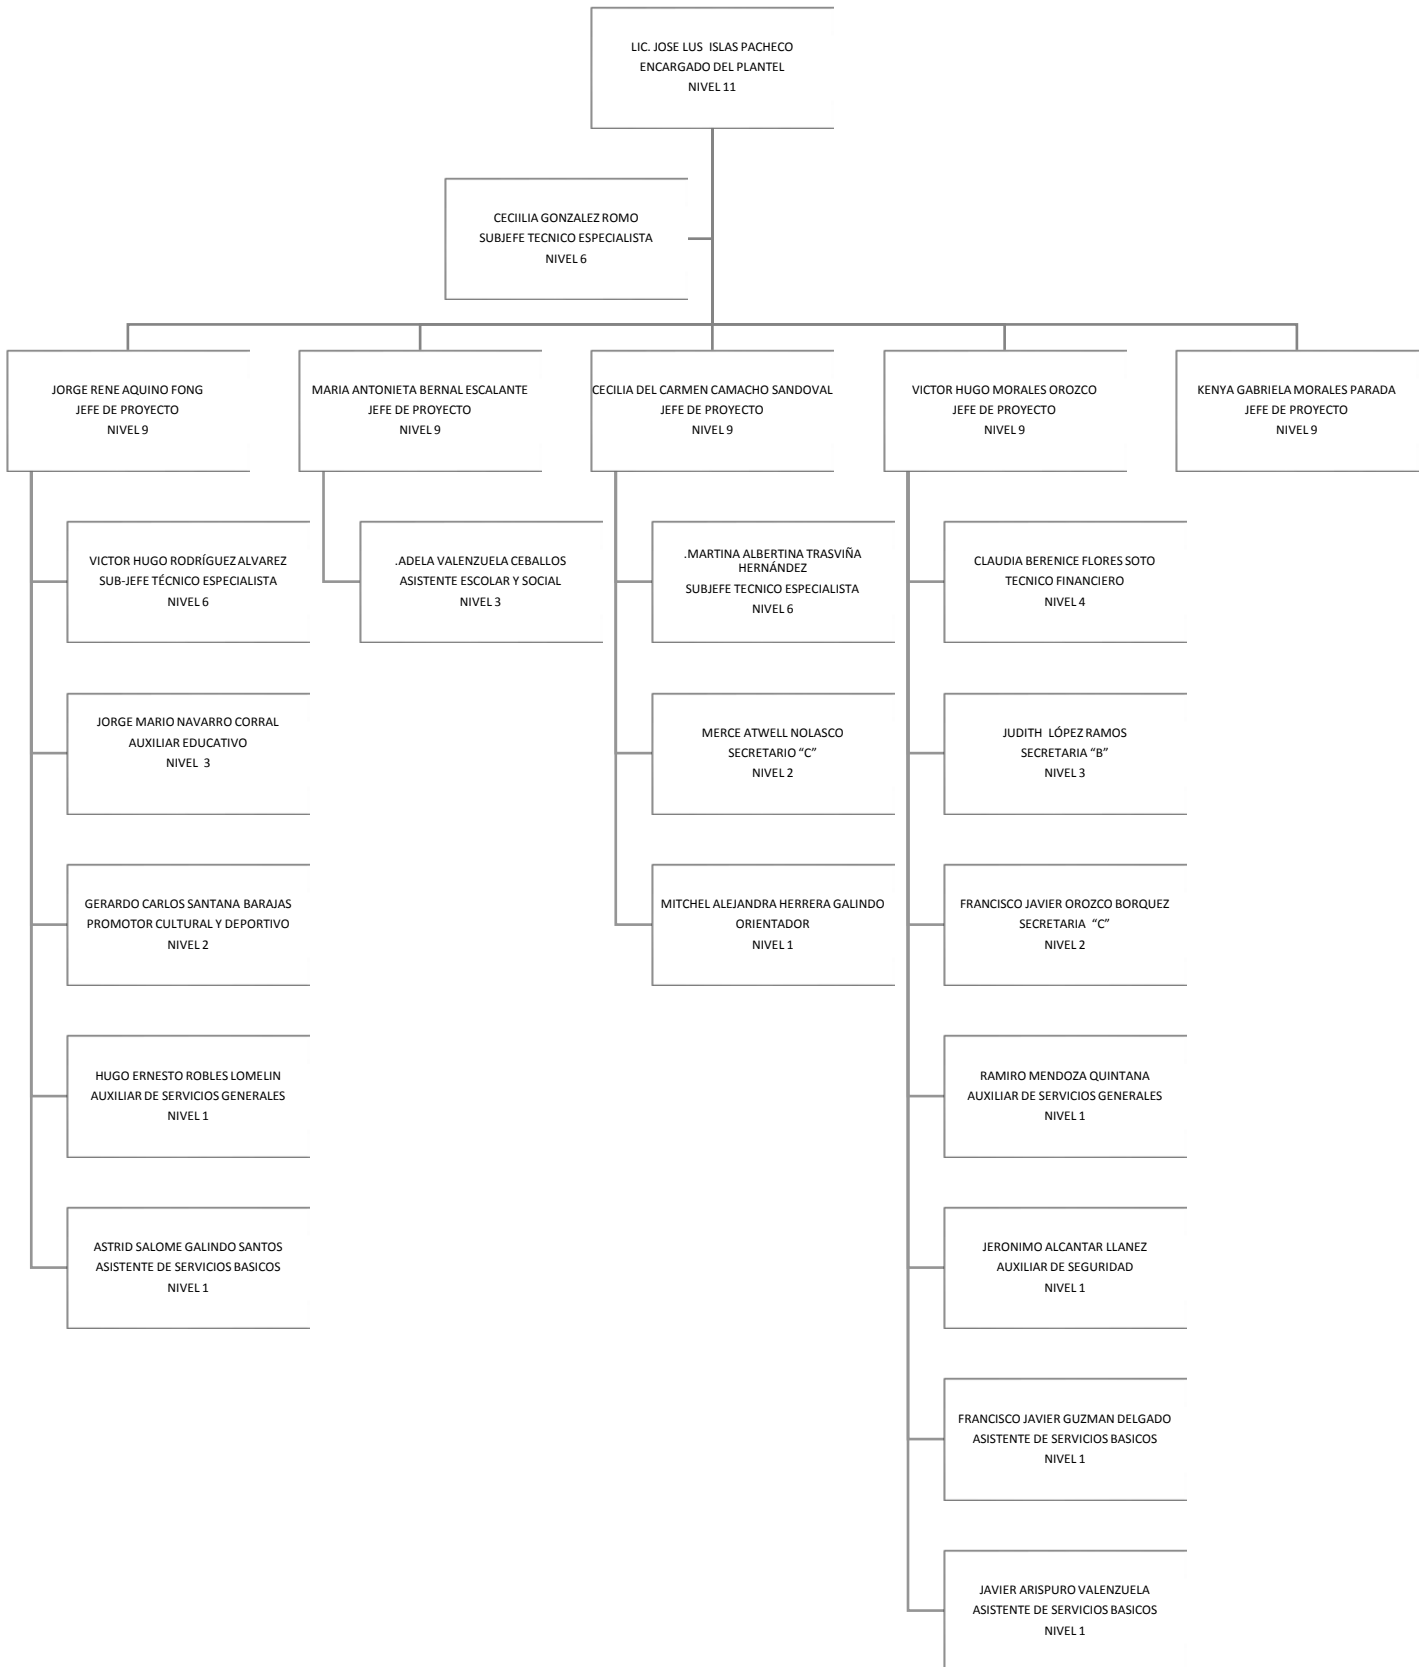 LIC. JOSE LUS ISLAS PACHECO
ENCARGADO DEL PLANTEL
NIVEL 11
CECIILIA GONZALEZ ROMO
SUBJEFE TECNICO ESPECIALISTA
NIVEL 6
JORGE RENE AQUINO FONG
JEFE DE PROYECTO
NIVEL 9
MARIA ANTONIETA BERNAL ESCALANTE
JEFE DE PROYECTO
NIVEL 9
CECILIA DEL CARMEN CAMACHO SANDOVAL
JEFE DE PROYECTO
NIVEL 9
VICTOR HUGO MORALES OROZCO
JEFE DE PROYECTO
NIVEL 9
KENYA GABRIELA MORALES PARADA
JEFE DE PROYECTO
NIVEL 9
VICTOR HUGO RODRÍGUEZ ALVAREZ
SUB-JEFE TÉCNICO ESPECIALISTA
NIVEL 6
JORGE MARIO NAVARRO CORRAL
AUXILIAR EDUCATIVO
NIVEL 3
GERARDO CARLOS SANTANA BARAJAS
PROMOTOR CULTURAL Y DEPORTIVO
NIVEL 2
HUGO ERNESTO ROBLES LOMELIN
AUXILIAR DE SERVICIOS GENERALES
NIVEL 1
ASTRID SALOME GALINDO SANTOS
ASISTENTE DE SERVICIOS BASICOS
NIVEL 1
.ADELA VALENZUELA CEBALLOS
ASISTENTE ESCOLAR Y SOCIAL
NIVEL 3
.MARTINA ALBERTINA TRASVIÑA
HERNÁNDEZ
SUBJEFE TECNICO ESPECIALISTA
NIVEL 6
MERCE ATWELL NOLASCO
SECRETARIO “C”
NIVEL 2
MITCHEL ALEJANDRA HERRERA GALINDO
ORIENTADOR
NIVEL 1
CLAUDIA BERENICE FLORES SOTO
TECNICO FINANCIERO
NIVEL 4
JUDITH LÓPEZ RAMOS
SECRETARIA “B”
NIVEL 3
FRANCISCO JAVIER OROZCO BORQUEZ
SECRETARIA “C”
NIVEL 2
RAMIRO MENDOZA QUINTANA
AUXILIAR DE SERVICIOS GENERALES
NIVEL 1
JERONIMO ALCANTAR LLANEZ
AUXILIAR DE SEGURIDAD
NIVEL 1
FRANCISCO JAVIER GUZMAN DELGADO
ASISTENTE DE SERVICIOS BASICOS
NIVEL 1
JAVIER ARISPURO VALENZUELA
ASISTENTE DE SERVICIOS BASICOS
NIVEL 1